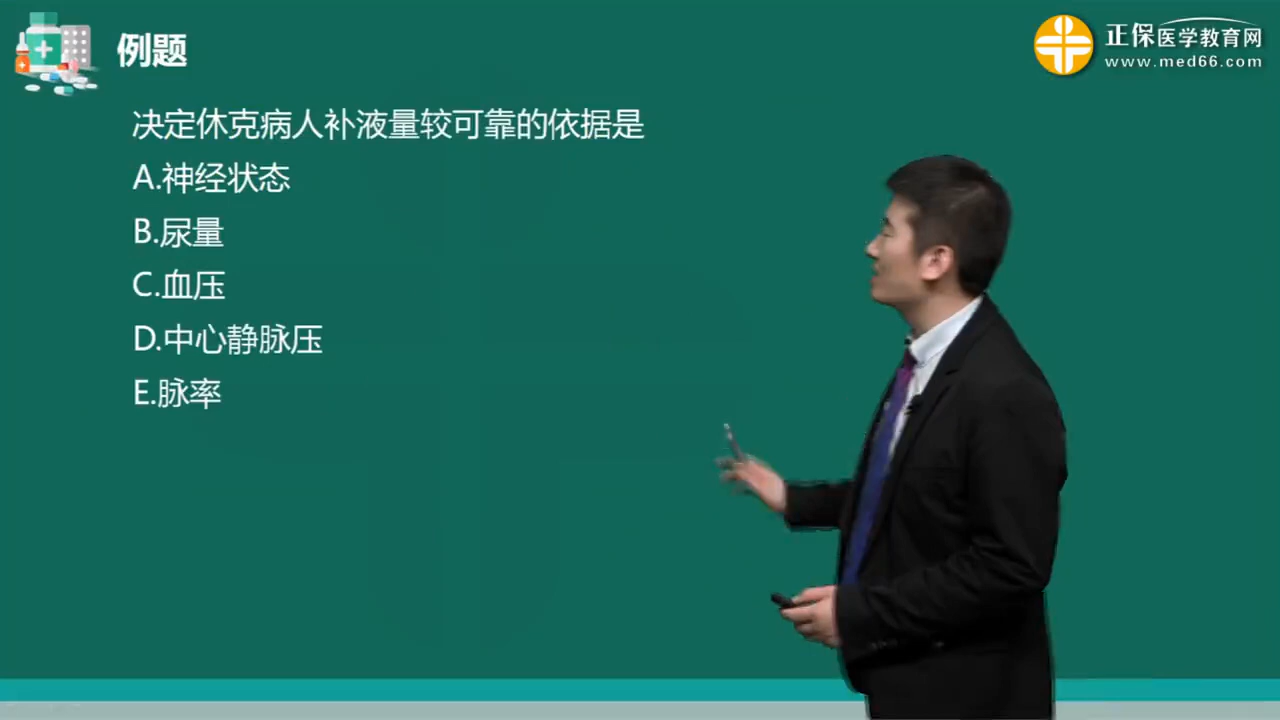 例题
正保医学教育网
www.med66.com
决定休克病人补液量较可靠的依据是
A.神经状态
B.尿量
C.血压
D.中心静脉压
E.脉率